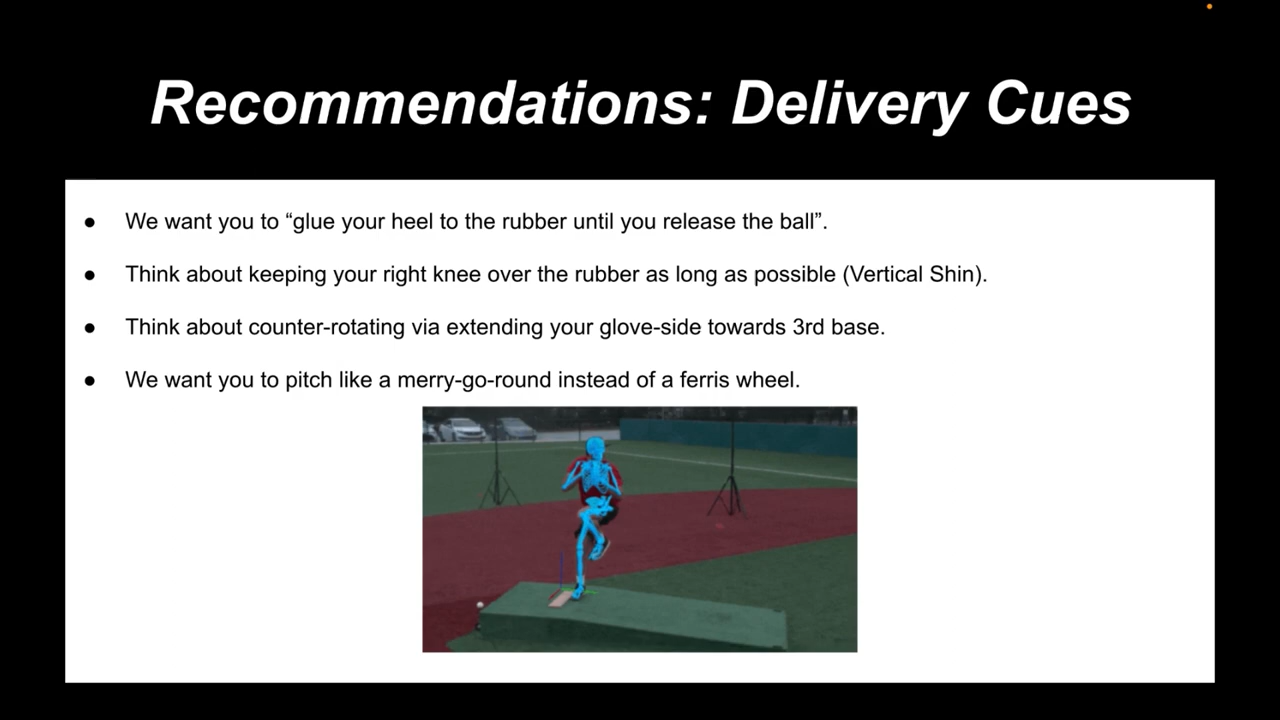 Recommendations: Delivery Cues
● We want you to “glue your heel to the rubber until you release the ball”.
● Think about keeping your right knee over the rubber as long as possible (Vertical Shin).
● Think about counter-rotating via extending your glove-side towards 3rd base.
● We want you to pitch like a merry-go-round instead of a ferris wheel.